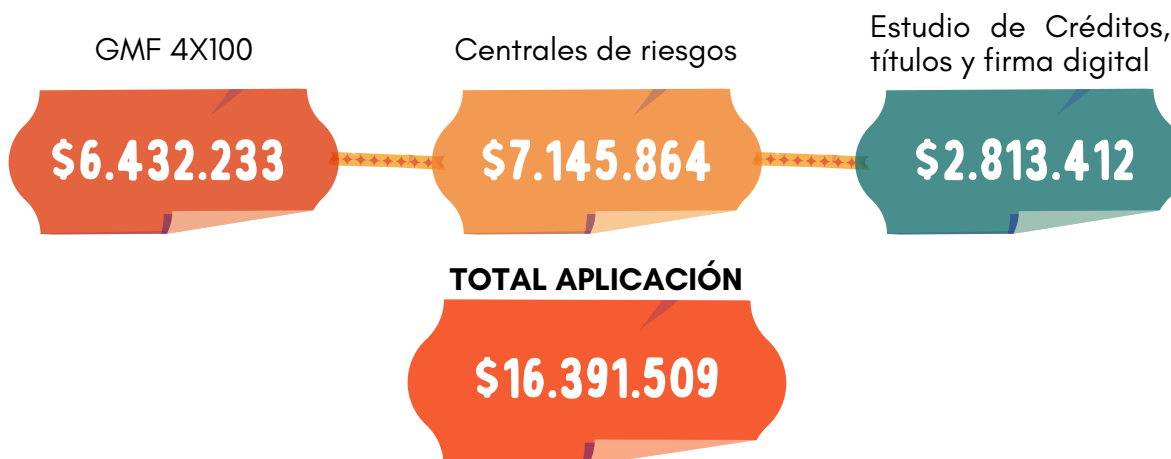 GMF 4X100
Centrales de riesgos
Estudio de Créditos,
títulos y firma digital
$6.432.233
$7.145.864
$2.813.412
TOTAL APLICACIÓN
$16.391.509